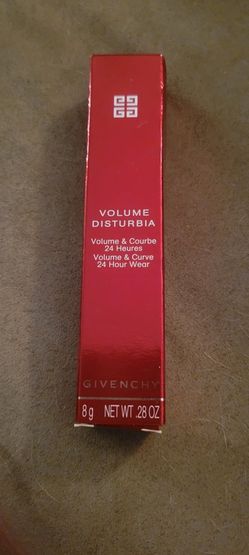 VOLUME
DISTURBIA
Volume & Courbe
24 Heures
Volume & Curve
24 Hour Wear
GIVENCHY
8 g NET WT .28 OZ